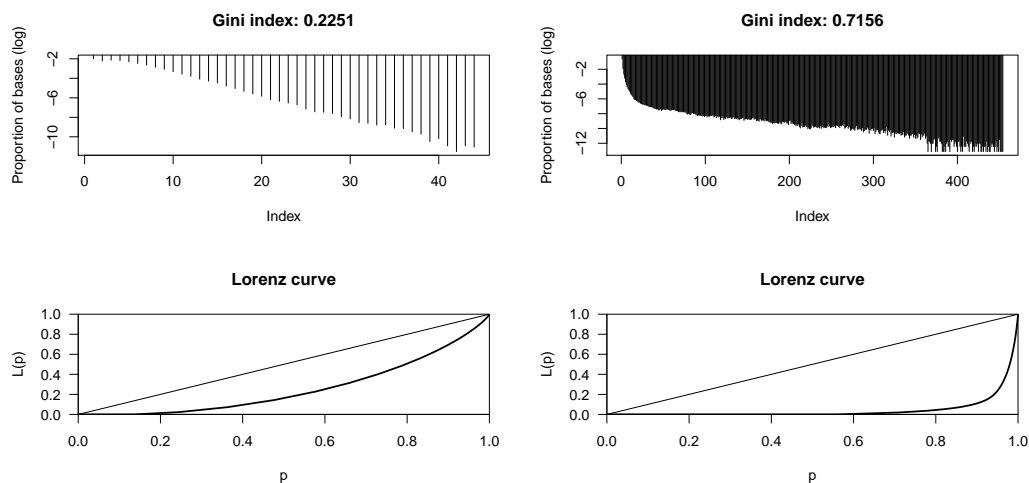 Gini index: 0.2251
Proportion of bases (log)
−2
−6
−10
0 10 20 30 40
Index
Gini index: 0.7156
Proportion of bases (log)
−2
−6
−12
0 100 200 300 400
Index
Lorenz curve
L(p)
1.0
0.8
0.6
0.4
0.2
0.0
0.0 0.2 0.4 0.6 0.8 1.0
p
Lorenz curve
L(p)
1.0
0.8
0.6
0.4
0.2
0.0
0.0 0.2 0.4 0.6 0.8 1.0
p